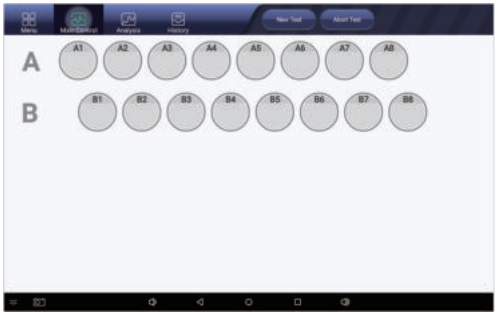 Menu Main Control Analysis History New Test Abort Test
A A1 A2 A3 A4 A5 A6 A7 A8
B B1 B2 B3 B4 B5 B6 B7 B8